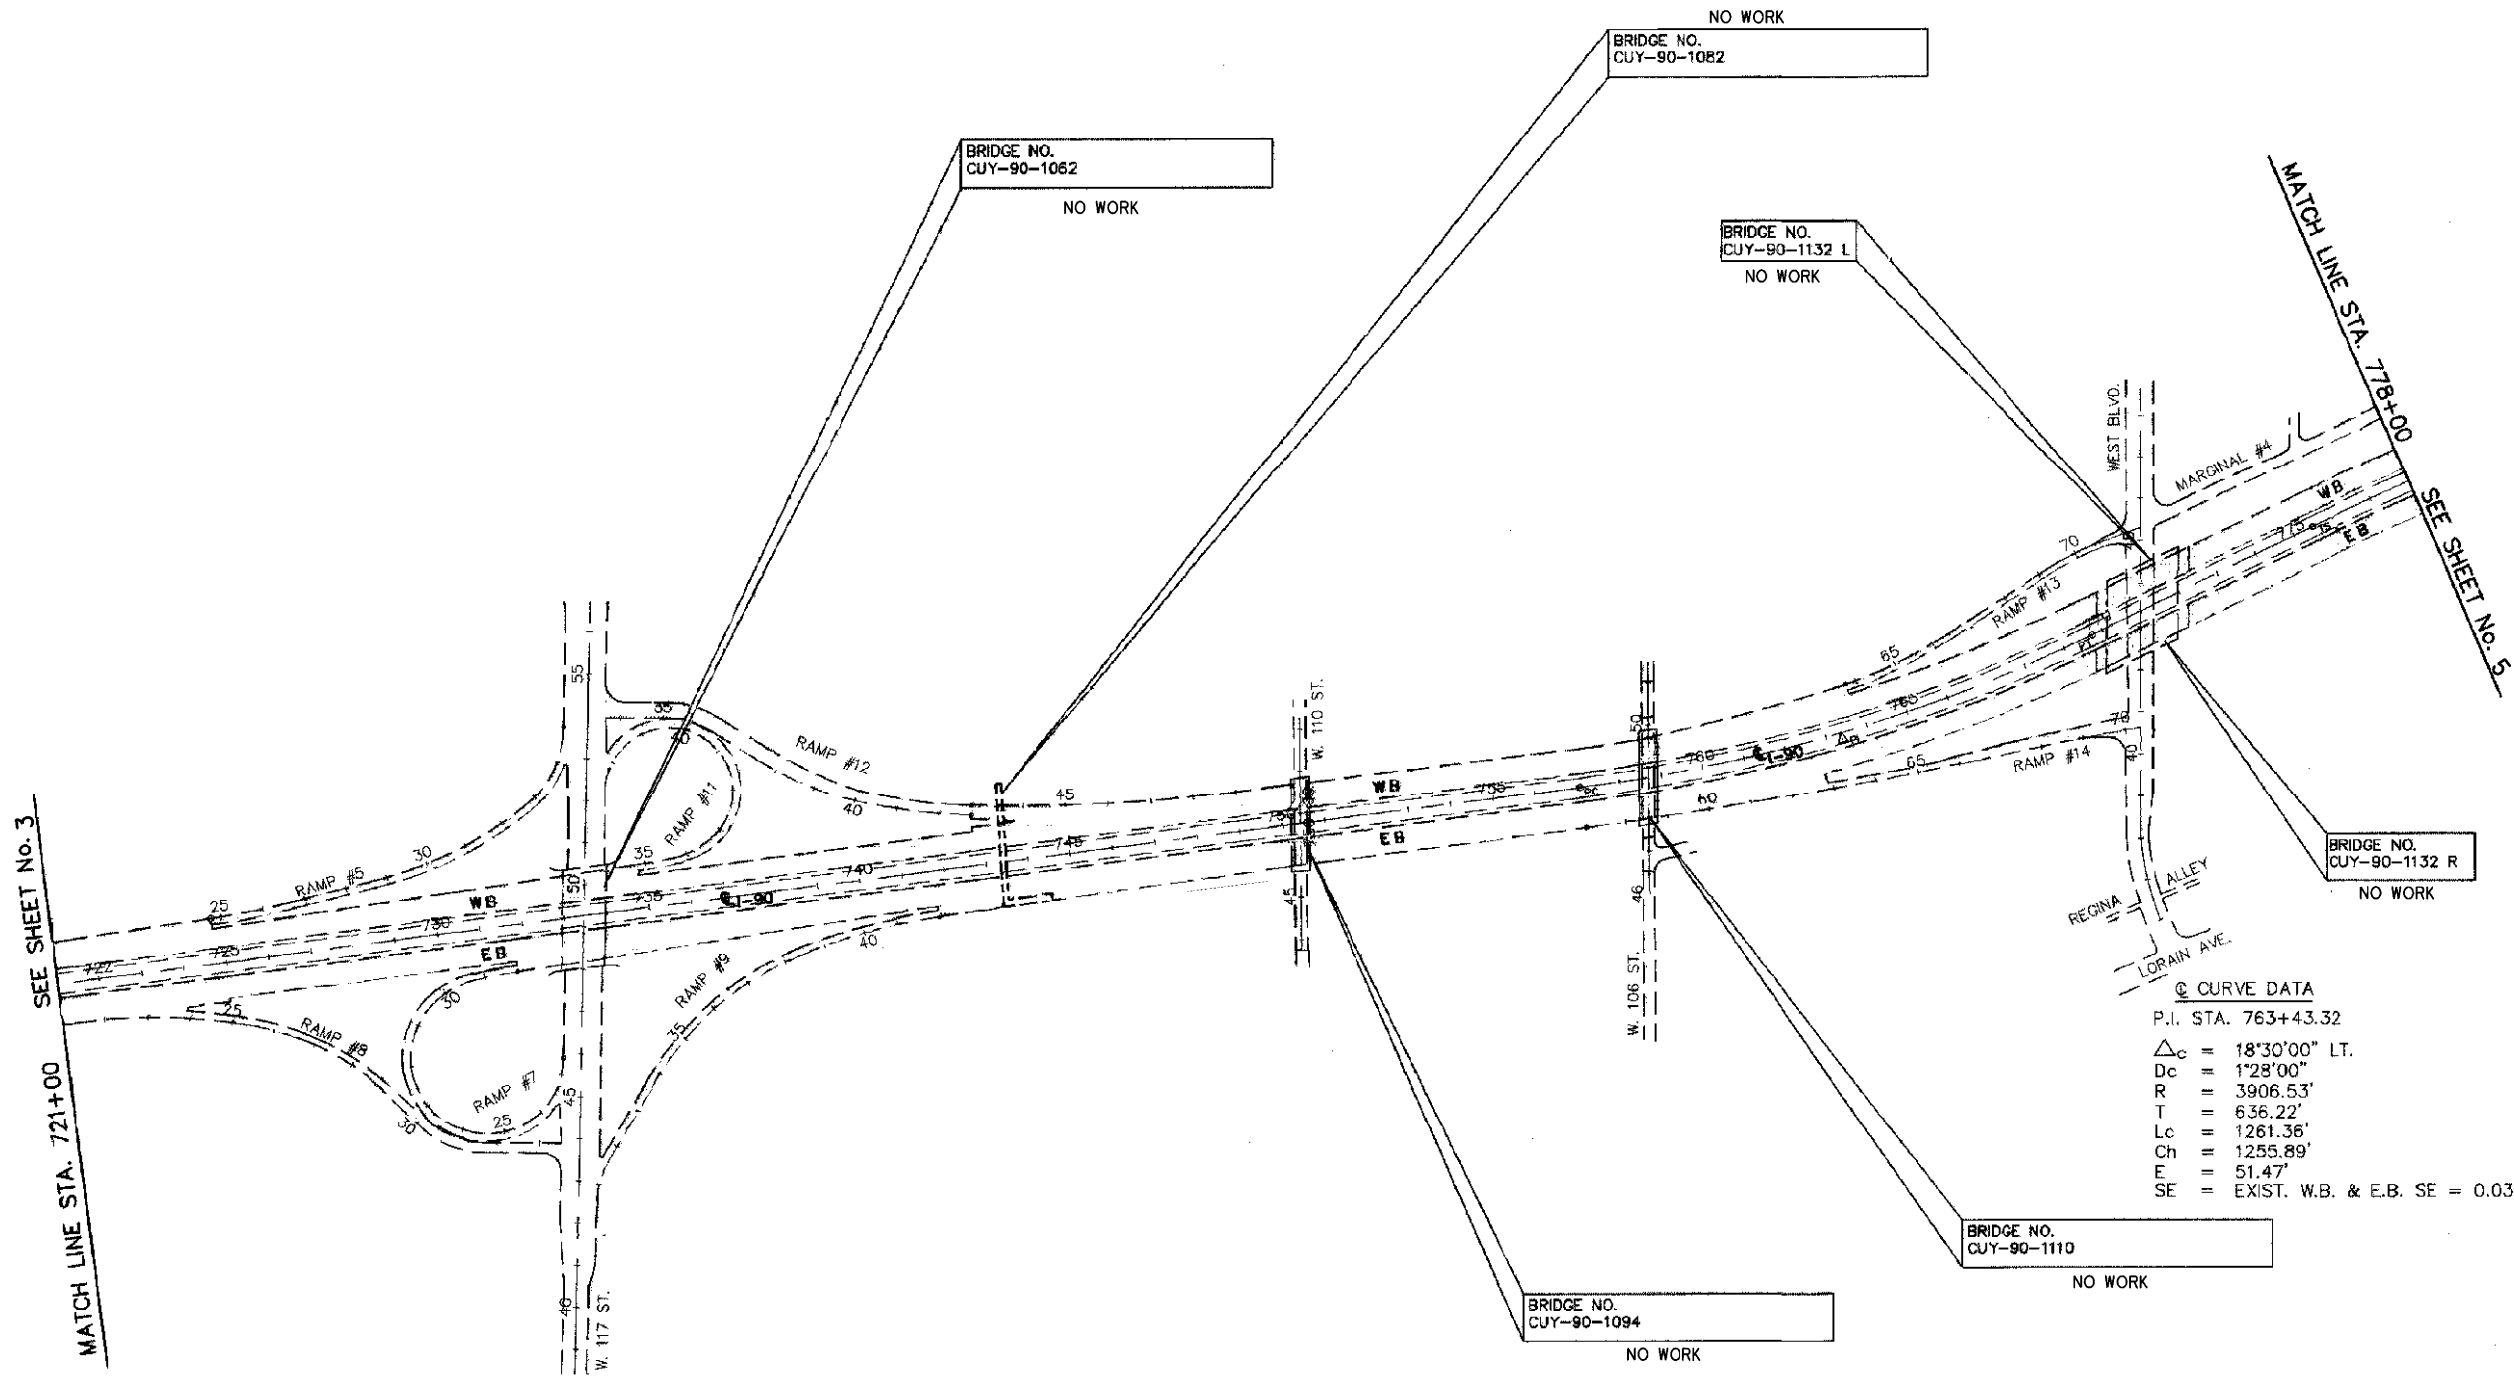 NO WORK
BRIDGE NO.
CUY-90-1082
BRIDGE NO.
CUY-90-1062
NO WORK
BRIDGE NO.
CUY-90-1132 L
NO WORK
MATCH LINE STA. 778+00
SEE SHEET No. 5
WEST BLVD.
MARGINAL #4
WB
775
EB
70
RAMP #13
65
765
70
40
RAMP #14
65
55
35
40
RAMP #12
RAMP #11
40
45
W. 110 ST.
50
760
℄ I-90
WB
755
EB
60
750
745
740
35
735
℄ I-90
50
30
RAMP #5
25
WB
730
EB
725
722
SEE SHEET No. 3
MATCH LINE STA. 721+00
25
RAMP #8
30
30
RAMP #7
25
45
RAMP #9
35
40
45
46
W. 106 ST.
40
W. 117 ST.
BRIDGE NO.
CUY-90-1132 R
NO WORK
REGINA ALLEY
LORAIN AVE.
℄ CURVE DATA
P.I. STA. 763+43.32
△c = 18°30'00" LT.
Dc = 1°28'00"
R = 3906.53'
T = 636.22'
Lc = 1261.36'
Ch = 1255.89'
E = 51.47'
SE = EXIST. W.B. & E.B. SE = 0.03
BRIDGE NO.
CUY-90-1110
NO WORK
BRIDGE NO.
CUY-90-1094
NO WORK